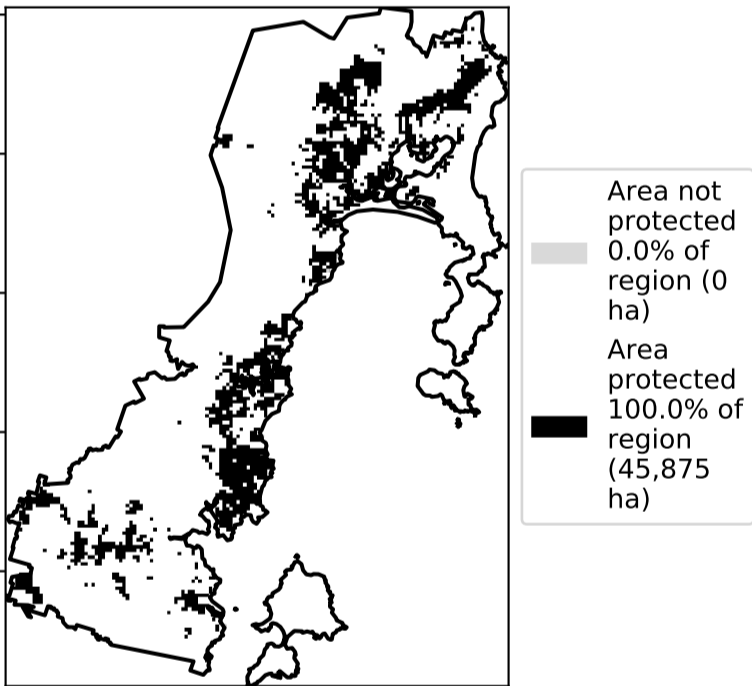 Area not
protected
0.0% of
region (0
ha)
Area
protected
100.0% of
region
(45,875
ha)